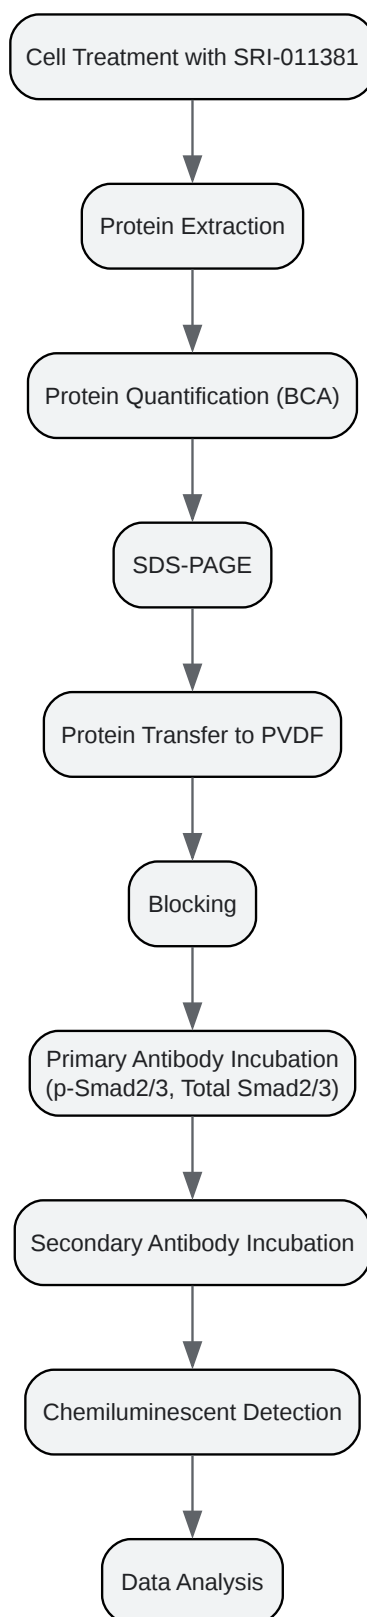 Cell Treatment with SRI-011381
Protein Extraction
Protein Quantification (BCA)
SDS-PAGE
Protein Transfer to PVDF
Blocking
Primary Antibody Incubation
(p-Smad2/3, Total Smad2/3)
Secondary Antibody Incubation
Chemiluminescent Detection
Data Analysis